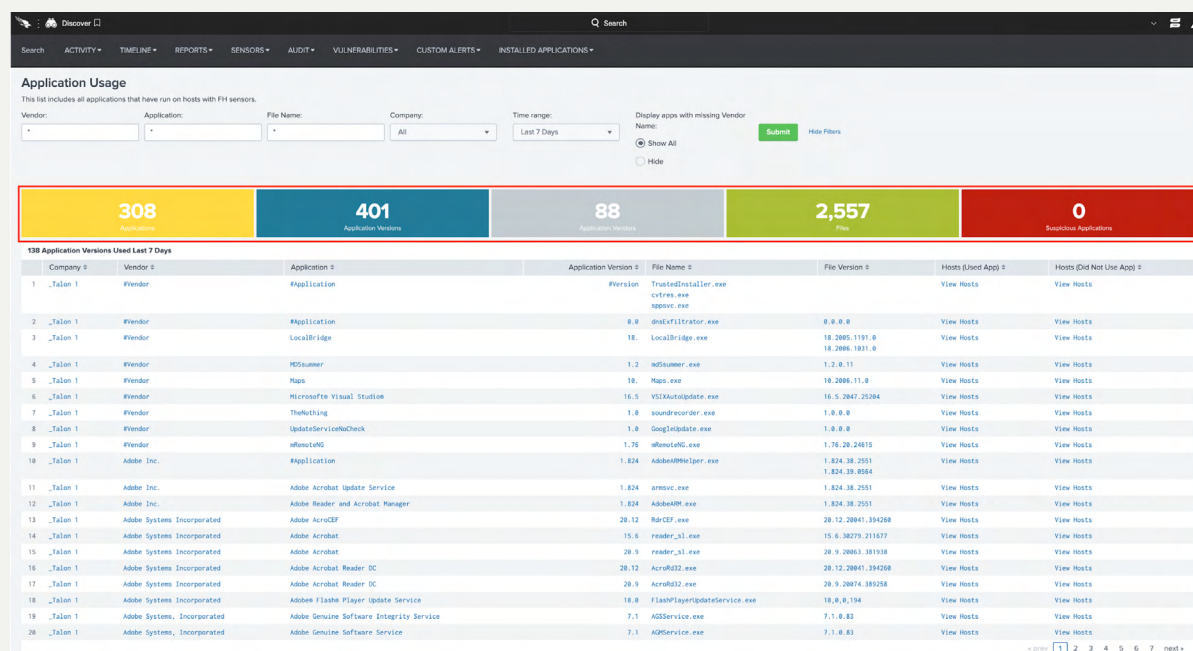 Discover
Search
Search ACTIVITY TIMELINE REPORTS SENSORS AUDIT VULNERABILITIES CUSTOM ALERTS INSTALLED APPLICATIONS
Application Usage
This list includes all applications that have run on hosts with FH sensors.
Vendor: Application: File Name: Company: Time range: Display apps with missing Vendor Name:
* * * All Last 7 Days Submit Hide Filters
Show All
Hide
308 401 88 2,557 0
Applications Application Versions Application Vendors Files Suspicious Applications
138 Application Versions Used Last 7 Days
Company Vendor Application Application Version File Name File Version Hosts (Used App) Hosts (Did Not Use App)
1 _Talon 1 #Vendor #Application #Version TrustedInstaller.exe View Hosts View Hosts
cvtres.exe
sppsvc.exe
2 _Talon 1 #Vendor #Application 0.0 dnsExfiltrator.exe 0.0.0.0 View Hosts View Hosts
3 _Talon 1 #Vendor LocalBridge 18. LocalBridge.exe 18.2005.1191.0 View Hosts View Hosts
18.2006.1031.0
4 _Talon 1 #Vendor MD5summer 1.2 md5summer.exe 1.2.0.11 View Hosts View Hosts
5 _Talon 1 #Vendor Maps 10. Maps.exe 10.2006.11.0 View Hosts View Hosts
6 _Talon 1 #Vendor Microsoft® Visual Studio® 16.5 VSIXAutoUpdate.exe 16.5.2047.25204 View Hosts View Hosts
7 _Talon 1 #Vendor TheNothing 1.0 soundrecorder.exe 1.0.0.0 View Hosts View Hosts
8 _Talon 1 #Vendor UpdateServiceNoCheck 1.0 GoogleUpdate.exe 1.0.0.0 View Hosts View Hosts
9 _Talon 1 #Vendor mRemoteNG 1.76 mRemoteNG.exe 1.76.20.24615 View Hosts View Hosts
10 _Talon 1 Adobe Inc. #Application 1.824 AdobeARMHelper.exe 1.824.38.2551 View Hosts View Hosts
1.824.39.0564
11 _Talon 1 Adobe Inc. Adobe Acrobat Update Service 1.824 armsvc.exe 1.824.38.2551 View Hosts View Hosts
12 _Talon 1 Adobe Inc. Adobe Reader and Acrobat Manager 1.824 AdobeARM.exe 1.824.38.2551 View Hosts View Hosts
13 _Talon 1 Adobe Systems Incorporated Adobe AcroCEF 20.12 RdrCEF.exe 20.12.20041.394260 View Hosts View Hosts
14 _Talon 1 Adobe Systems Incorporated Adobe Acrobat 15.6 reader_sl.exe 15.6.30279.211677 View Hosts View Hosts
15 _Talon 1 Adobe Systems Incorporated Adobe Acrobat 20.9 reader_sl.exe 20.9.20063.381938 View Hosts View Hosts
16 _Talon 1 Adobe Systems Incorporated Adobe Acrobat Reader DC 20.12 AcroRd32.exe 20.12.20041.394260 View Hosts View Hosts
17 _Talon 1 Adobe Systems Incorporated Adobe Acrobat Reader DC 20.9 AcroRd32.exe 20.9.20074.389258 View Hosts View Hosts
18 _Talon 1 Adobe Systems Incorporated Adobe® Flash® Player Update Service 18.0 FlashPlayerUpdateService.exe 18,0,0,194 View Hosts View Hosts
19 _Talon 1 Adobe Systems, Incorporated Adobe Genuine Software Integrity Service 7.1 AGSService.exe 7.1.0.83 View Hosts View Hosts
20 _Talon 1 Adobe Systems, Incorporated Adobe Genuine Software Service 7.1 AGMService.exe 7.1.0.83 View Hosts View Hosts
« prev 1 2 3 4 5 6 7 next »